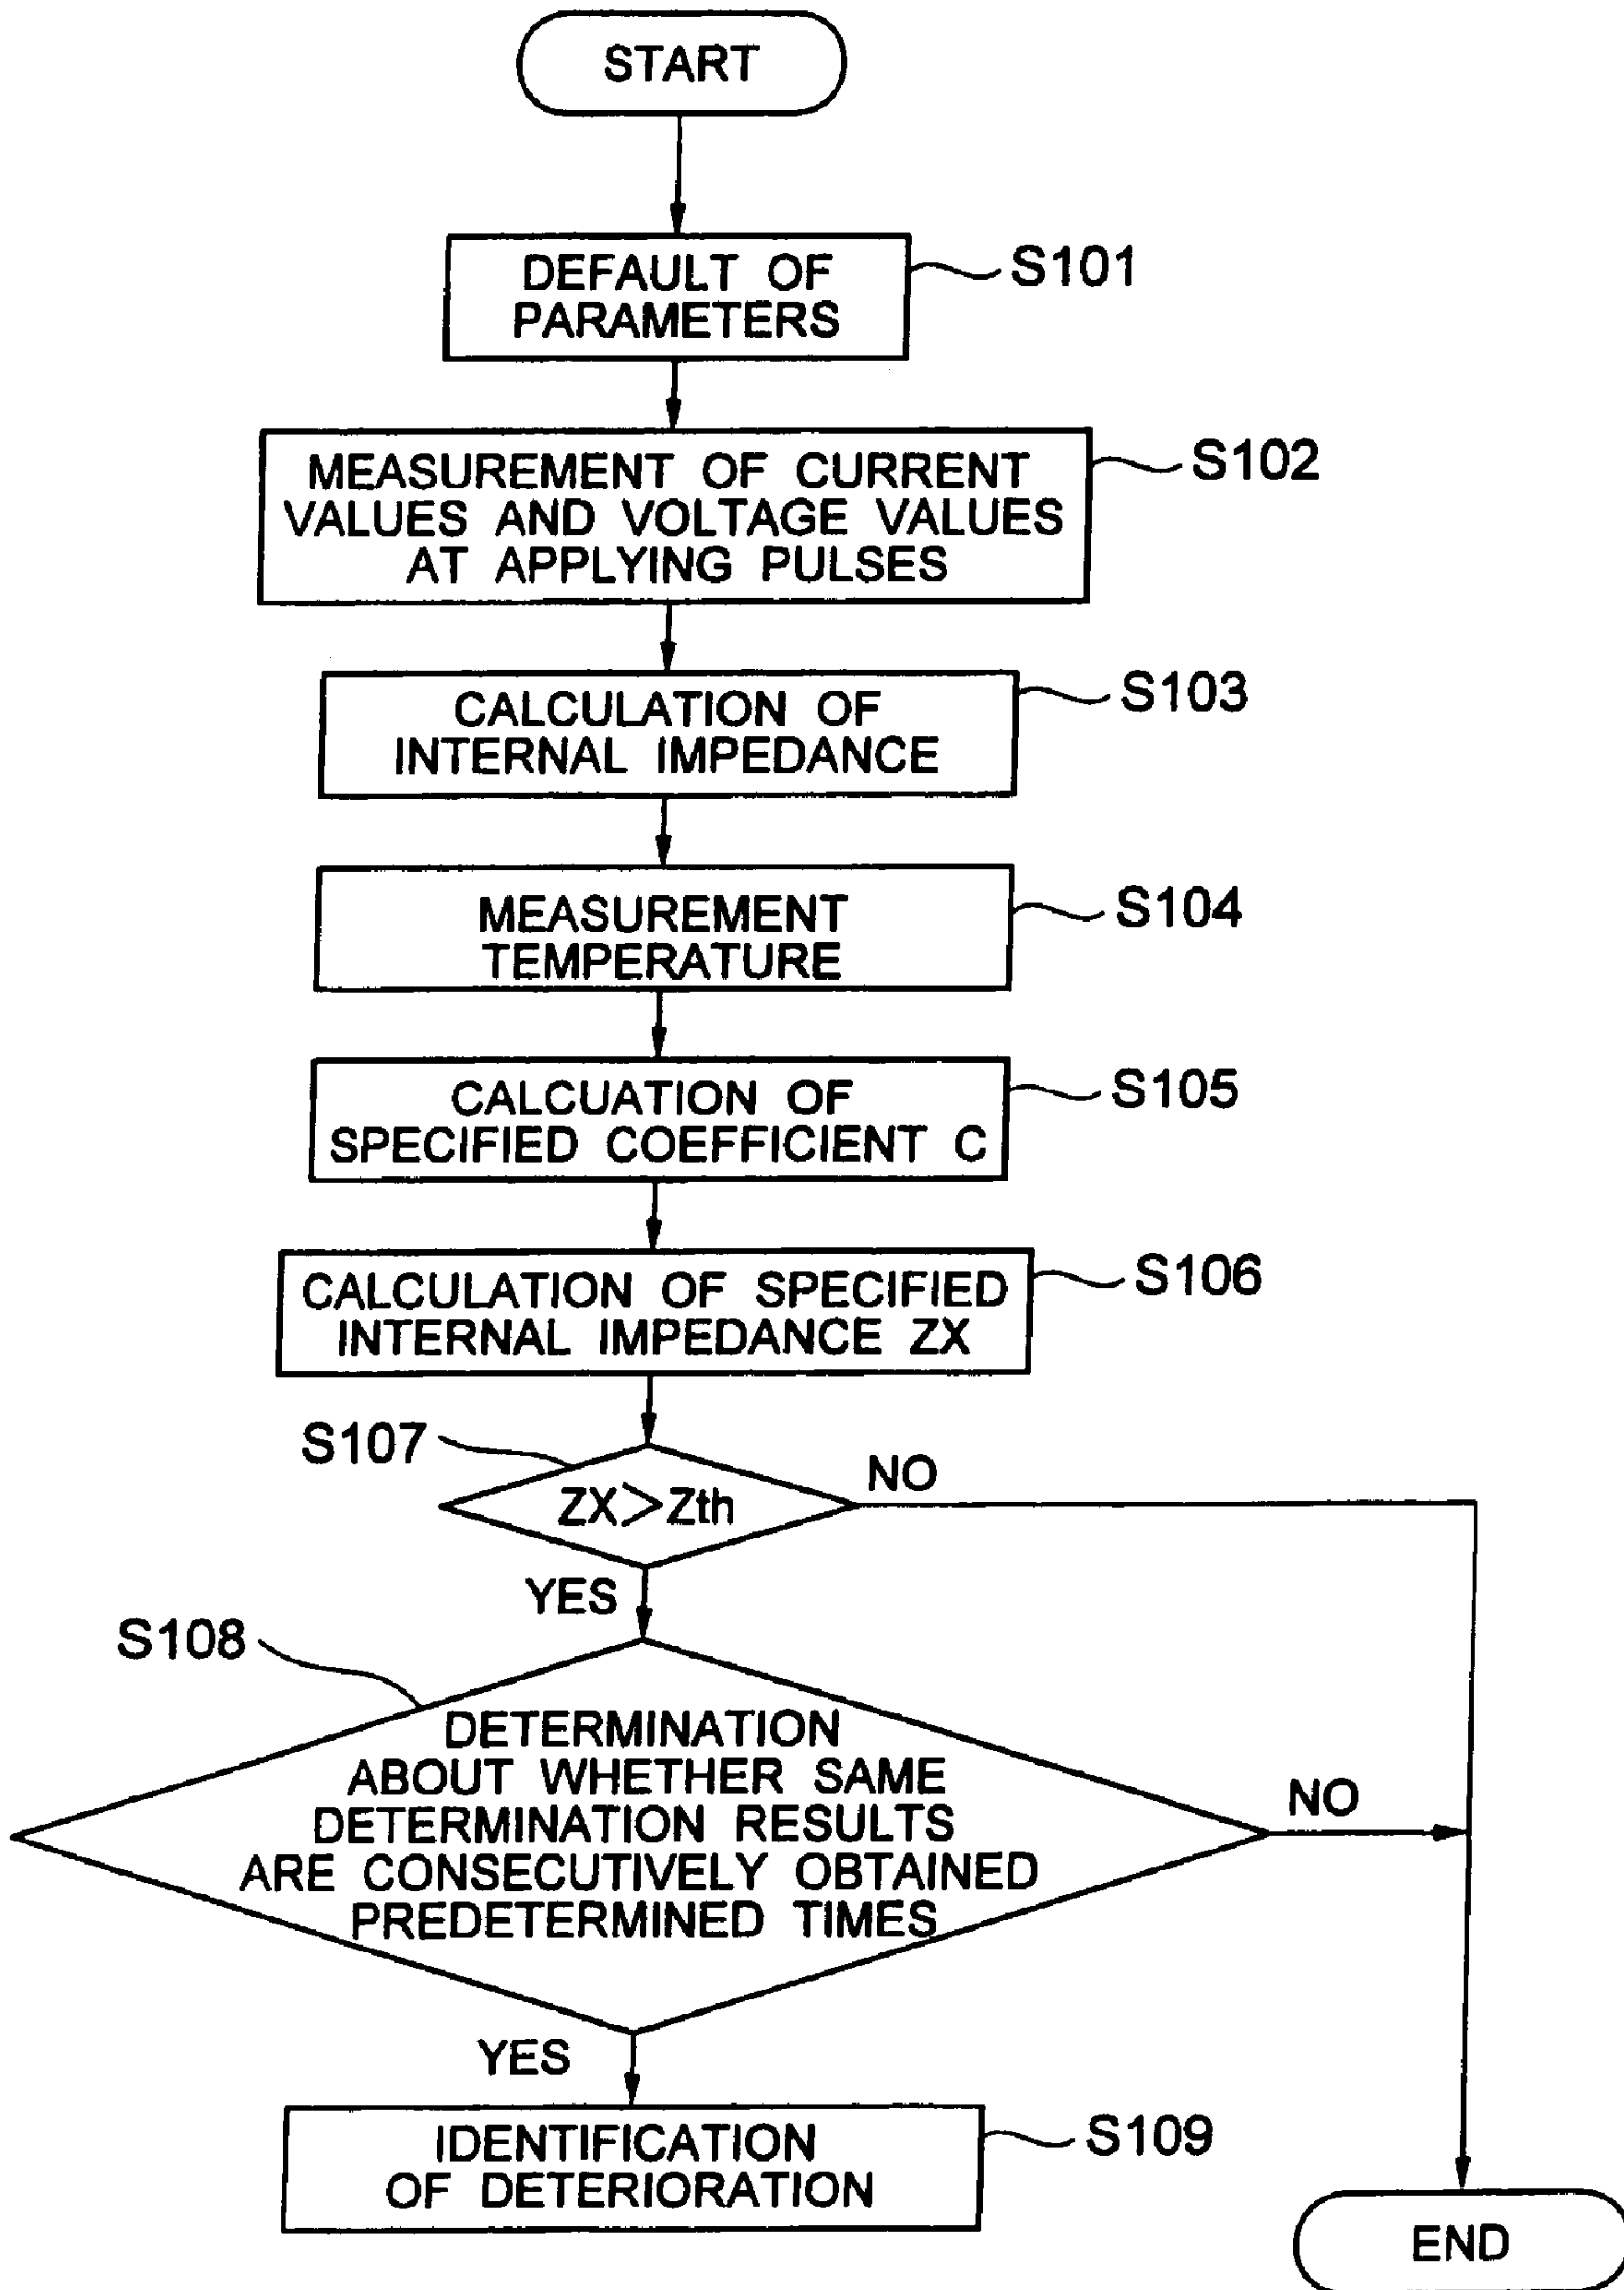 START
DEFAULT OF
PARAMETERS
S101
MEASUREMENT OF CURRENT
VALUES AND VOLTAGE VALUES
AT APPLYING PULSES
S102
CALCULATION OF
INTERNAL IMPEDANCE
S103
MEASUREMENT
TEMPERATURE
S104
CALCUATION OF
SPECIFIED COEFFICIENT C
S105
CALCULATION OF SPECIFIED
INTERNAL IMPEDANCE ZX
S106
S107
ZX>Zth
NO
YES
S108
DETERMINATION
ABOUT WHETHER SAME
DETERMINATION RESULTS
ARE CONSECUTIVELY OBTAINED
PREDETERMINED TIMES
NO
YES
IDENTIFICATION
OF DETERIORATION
S109
END